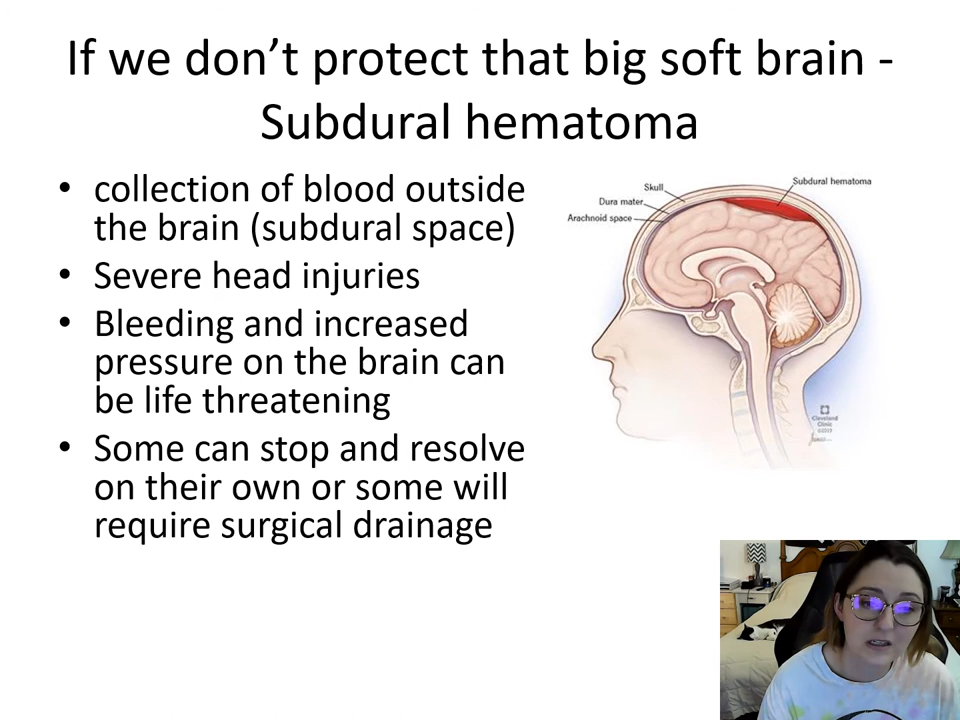 If we don’t protect that big soft brain -
Subdural hematoma
• collection of blood outside
the brain (subdural space)
• Severe head injuries
• Bleeding and increased
pressure on the brain can
be life threatening
• Some can stop and resolve
on their own or some will
require surgical drainage
Subdural hematoma
Skull
Dura mater
Arachnoid space
Cleveland
Clinic